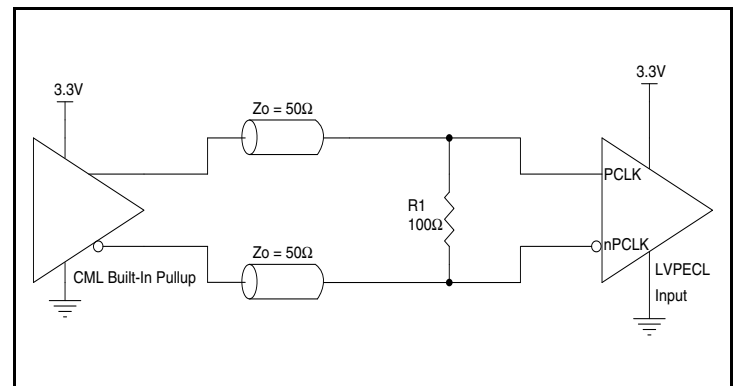 3.3V
3.3V
Zo = 50Ω
PCLK
R1
100Ω
Zo = 50Ω
nPCLK
CML Built-In Pullup
LVPECL
Input